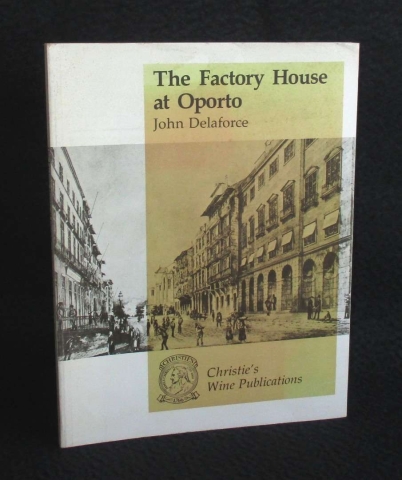 The Factory House
at Oporto
John Delaforce
Christie's
Wine Publications